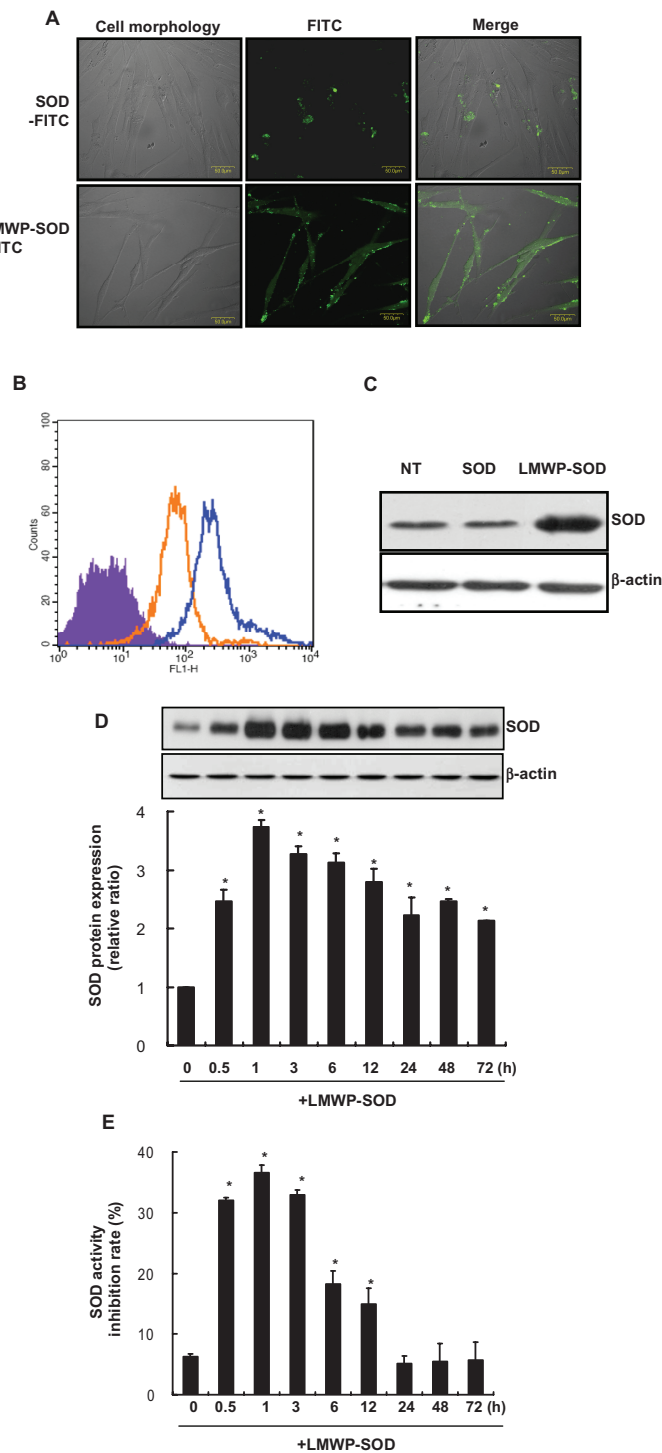 A
Cell morphology FITC Merge
SOD
-FITC
50.0µm 50.0µm 50.0µm
MWP-SOD
ITC
50.0µm 50.0µm 50.0µm
B
100
80
60
40
20
0
Counts
10⁰ 10¹ 10² 10³ 10⁴
FL1-H
C
NT SOD LMWP-SOD
SOD
β-actin
D
SOD
β-actin
SOD protein expression
(relative ratio)
4
3
2
1
0
* * * * * * * *
0 0.5 1 3 6 12 24 48 72 (h)
+LMWP-SOD
E
SOD activity
inhibition rate (%)
40
30
20
10
0
* * * * *
0 0.5 1 3 6 12 24 48 72 (h)
+LMWP-SOD